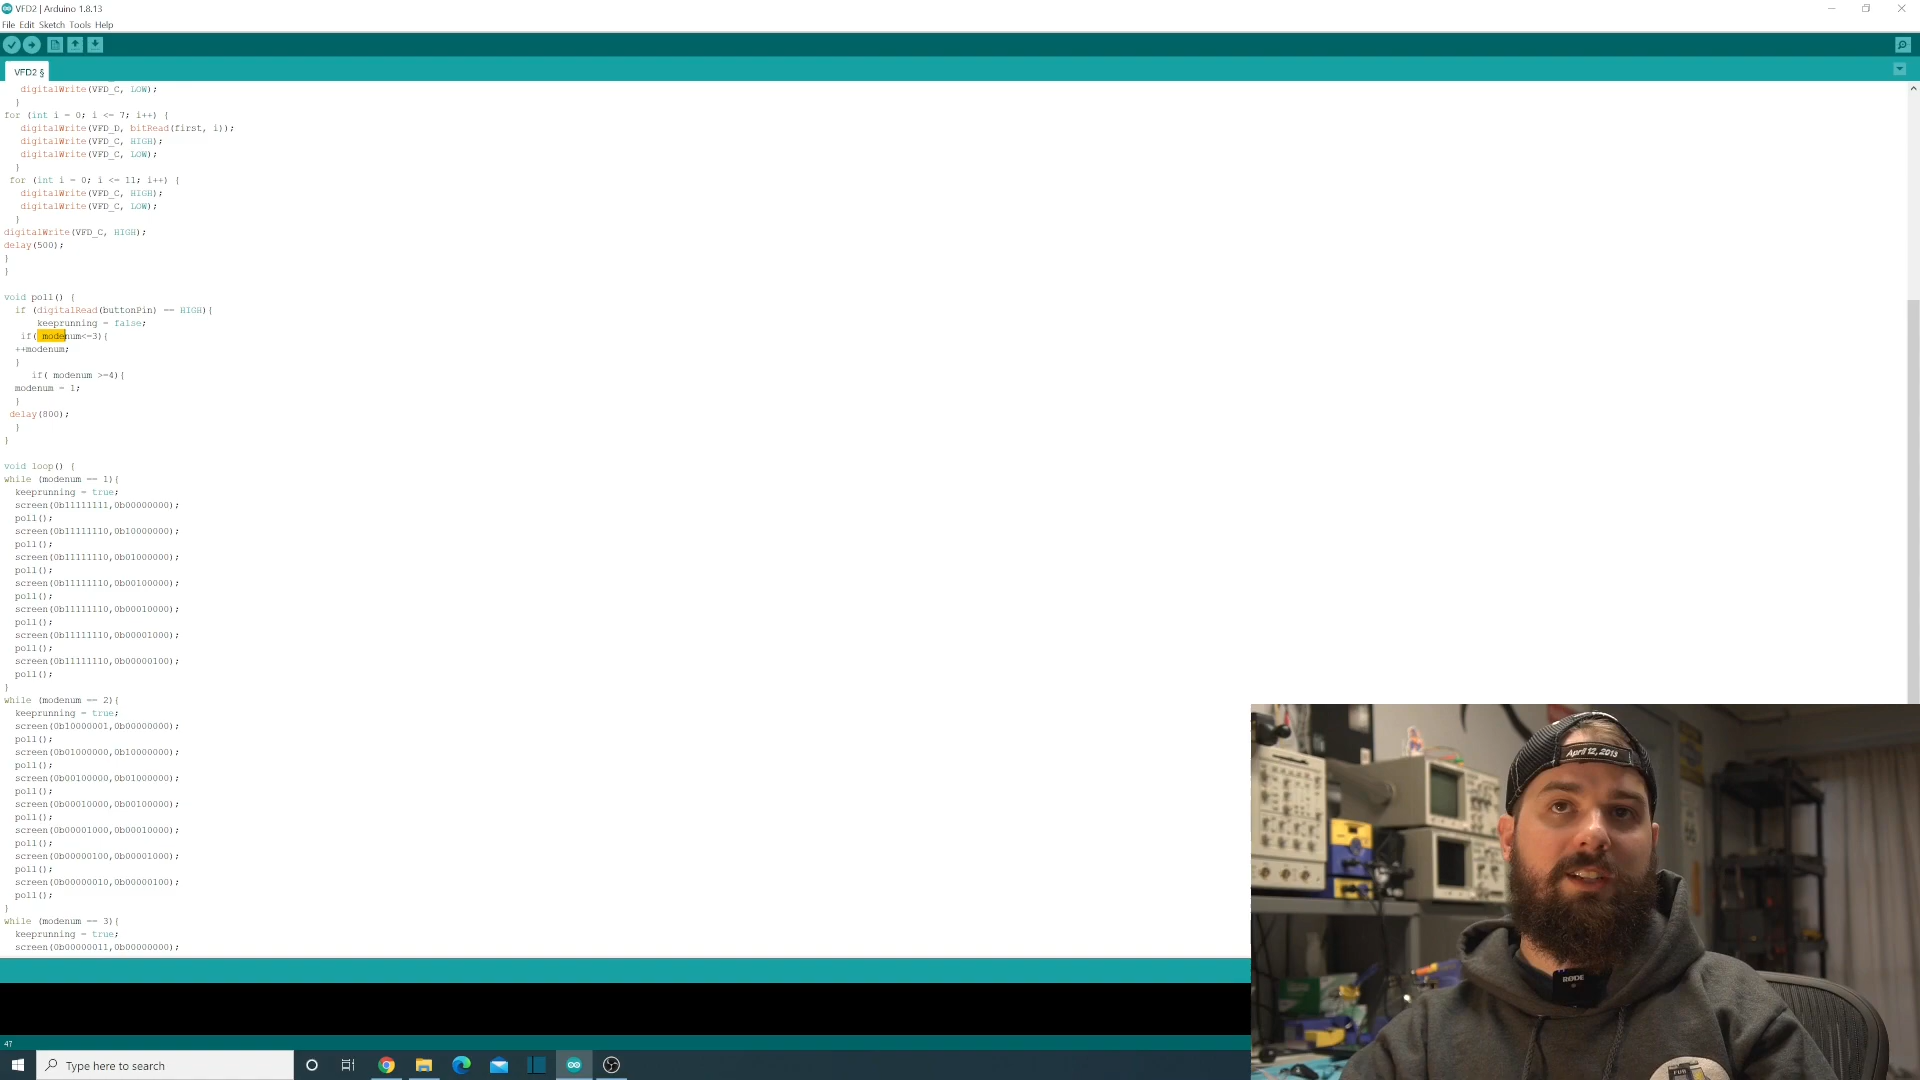 VFD2 | Arduino 1.8.13
File Edit Sketch Tools Help
VFD2 §
digitalWrite(VFD_C, LOW);
}
for (int i = 0; i <= 7; i++) {
digitalWrite(VFD_D, bitRead(first, i));
digitalWrite(VFD_C, HIGH);
digitalWrite(VFD_C, LOW);
}
for (int i = 0; i <= 11; i++) {
digitalWrite(VFD_C, HIGH);
digitalWrite(VFD_C, LOW);
}
digitalWrite(VFD_C, HIGH);
delay(500);
}
}
void poll() {
if (digitalRead(buttonPin) == HIGH){
keeprunning = false;
if( modenum<=3){
++modenum;
}
if( modenum >=4){
modenum = 1;
}
delay(800);
}
}
void loop() {
while (modenum == 1){
keeprunning = true;
screen(0b11111111,0b00000000);
poll();
screen(0b11111110,0b10000000);
poll();
screen(0b11111110,0b01000000);
poll();
screen(0b11111110,0b00100000);
poll();
screen(0b11111110,0b00010000);
poll();
screen(0b11111110,0b00001000);
poll();
screen(0b11111110,0b00000100);
poll();
}
while (modenum == 2){
keeprunning = true;
screen(0b10000001,0b00000000);
poll();
screen(0b01000000,0b10000000);
poll();
screen(0b00100000,0b01000000);
poll();
screen(0b00010000,0b00100000);
poll();
screen(0b00001000,0b00010000);
poll();
screen(0b00000100,0b00001000);
poll();
screen(0b00000010,0b00000100);
poll();
}
while (modenum == 3){
keeprunning = true;
screen(0b00000011,0b00000000);
April 12, 2013
RODE
47
Type here to search